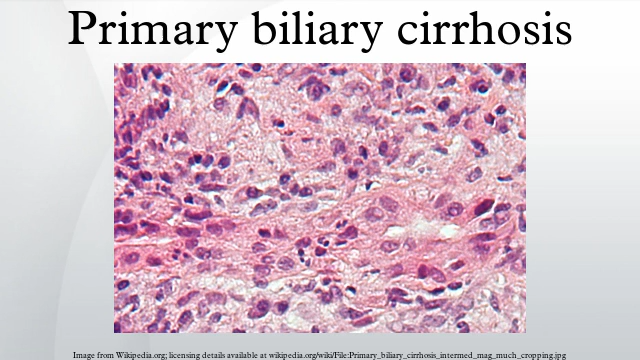 Primary biliary cirrhosis
Image from Wikipedia.org; licensing details available at wikipedia.org/wiki/File:Primary_biliary_cirrhosis_intermed_mag_much_cropping.jpg